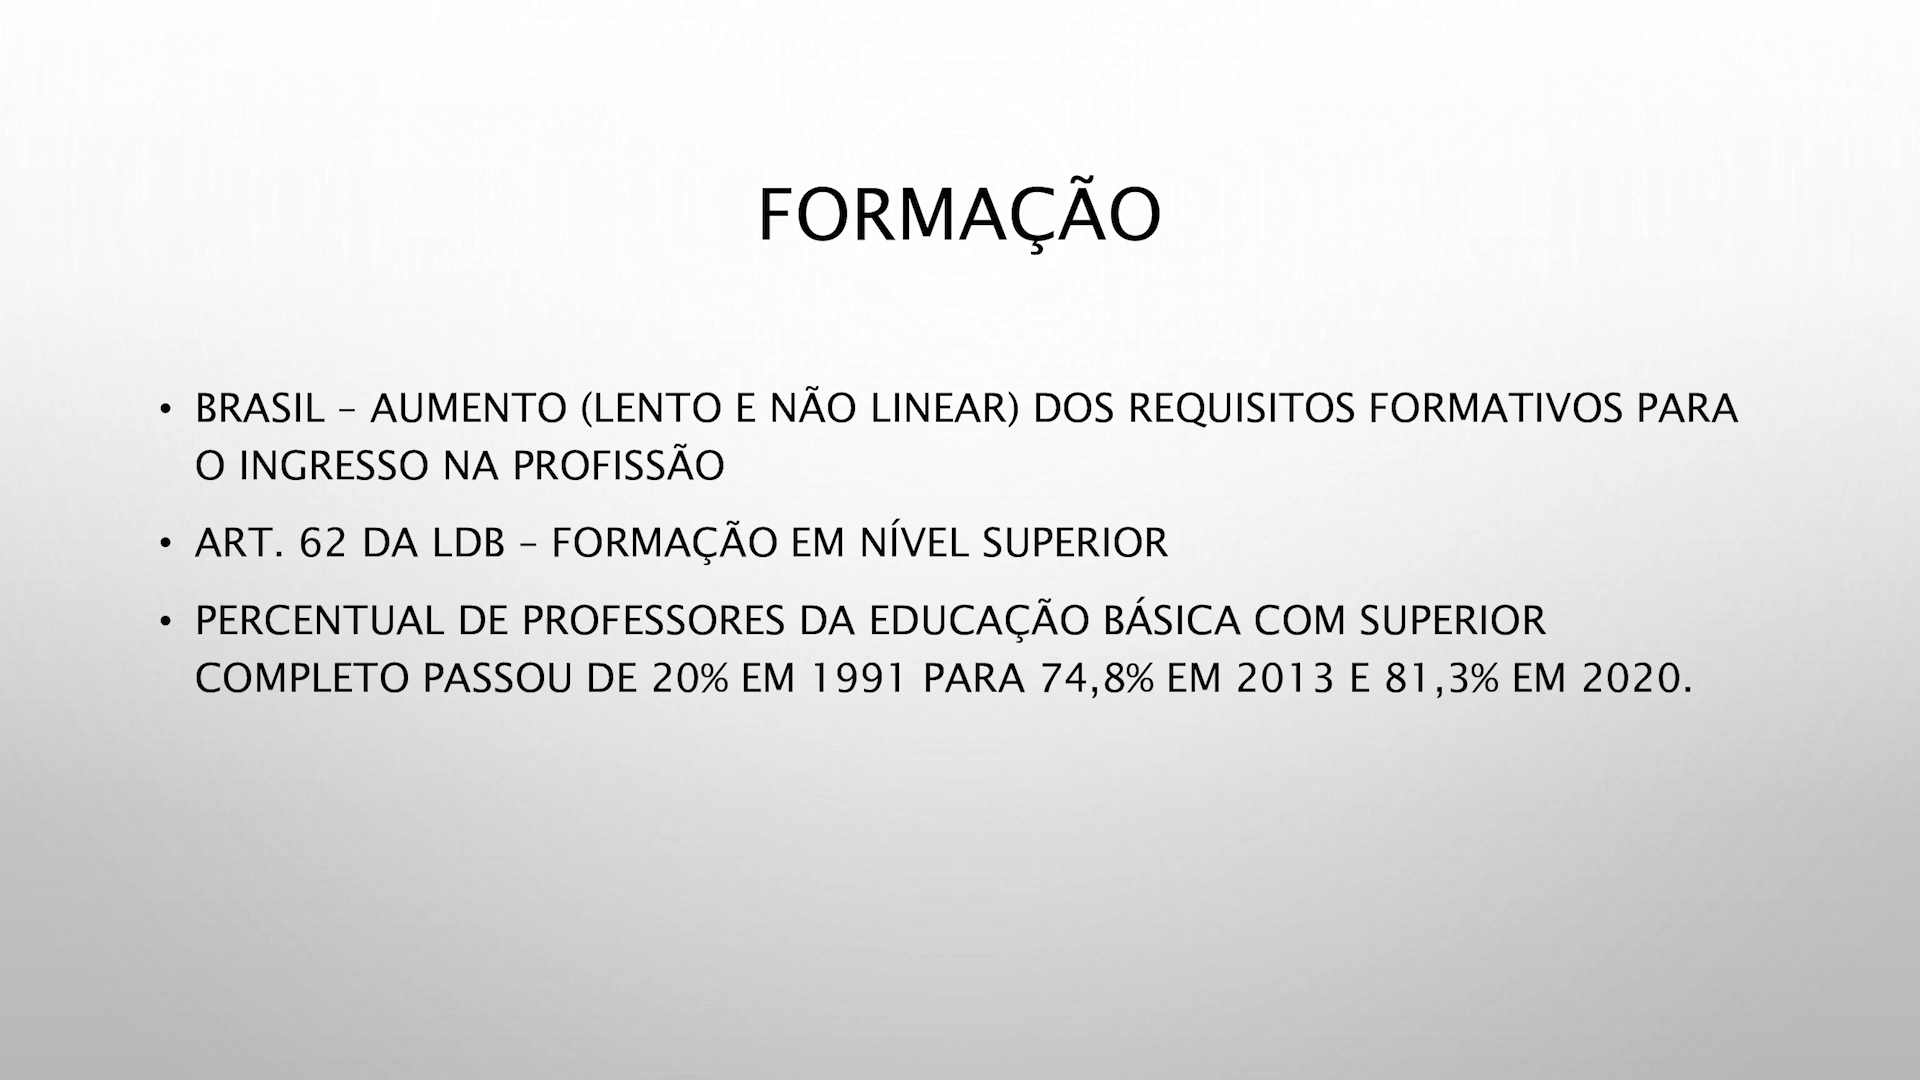 FORMAÇÃO
• BRASIL – AUMENTO (LENTO E NÃO LINEAR) DOS REQUISITOS FORMATIVOS PARA
O INGRESSO NA PROFISSÃO
• ART. 62 DA LDB – FORMAÇÃO EM NÍVEL SUPERIOR
• PERCENTUAL DE PROFESSORES DA EDUCAÇÃO BÁSICA COM SUPERIOR
COMPLETO PASSOU DE 20% EM 1991 PARA 74,8% EM 2013 E 81,3% EM 2020.